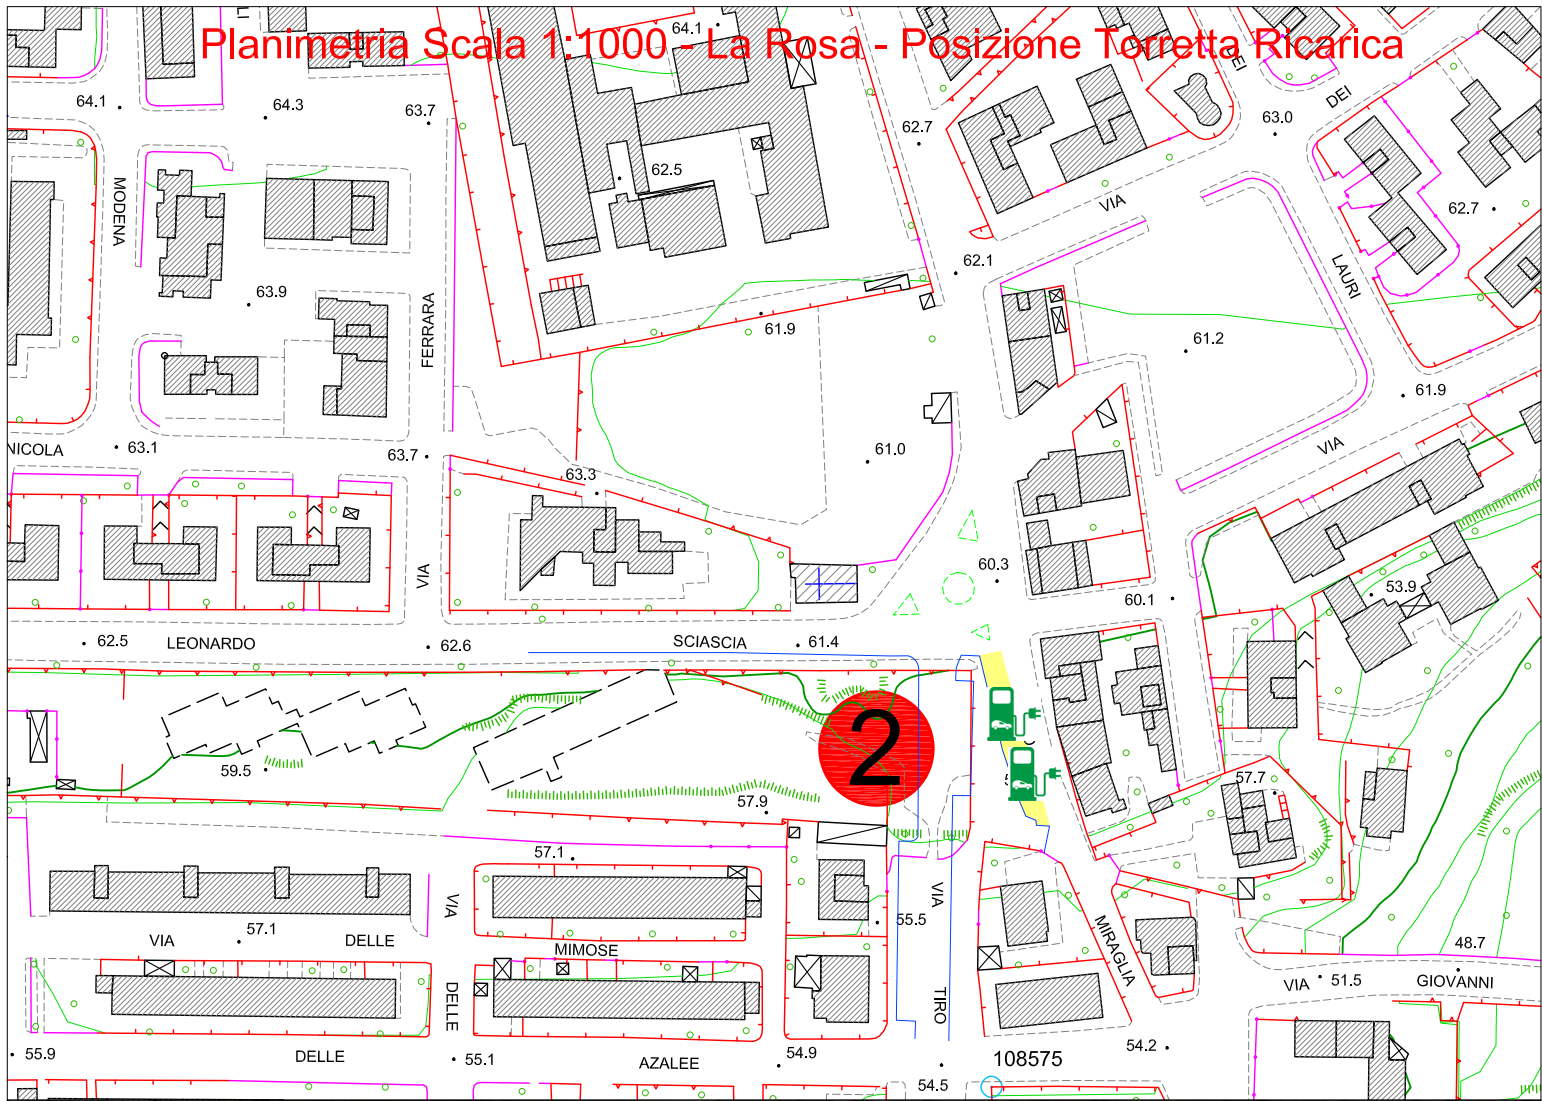 LI
Planimetria Scala 1:1000 - La Rosa - Posizione Torretta Ricarica
64.1
DEI
DEI
64.1
64.3
63.7
62.7
63.0
62.5
MODENA
VIA
62.7
62.1
LAURI
63.9
FERRARA
61.9
61.2
61.9
NICOLA
63.1
63.7
63.3
61.0
VIA
VIA
60.3
60.1
53.9
62.5
LEONARDO
62.6
SCIASCIA
61.4
2
59.5
57.9
57.7
57.1
VIA
VIA
55.5
57.1
VIA
DELLE
MIMOSE
MIRAGLIA
48.7
VIA
51.5
GIOVANNI
DELLE
TIRO
55.9
DELLE
55.1
AZALEE
54.9
108575
54.2
54.5